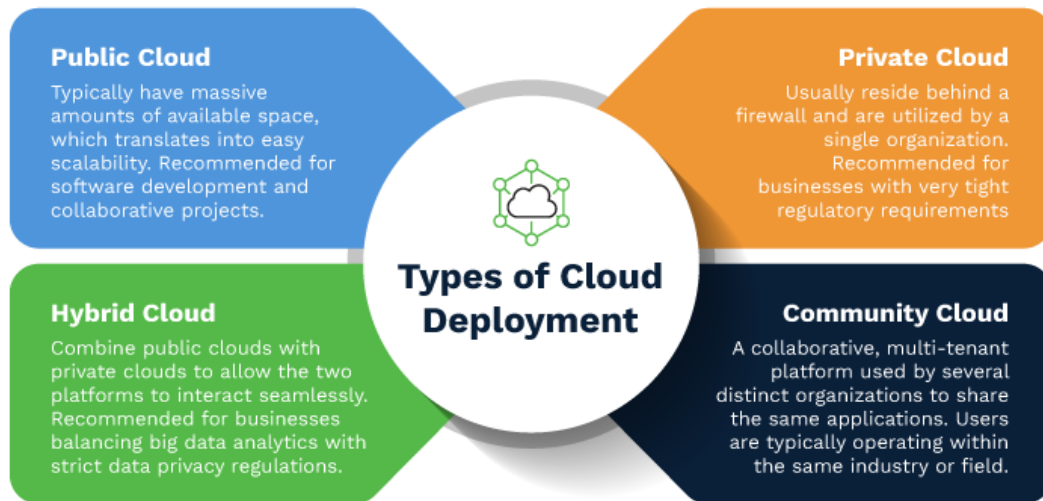 Public Cloud
Typically have massive
amounts of available space,
which translates into easy
scalability. Recommended for
software development and
collaborative projects.
Private Cloud
Usually reside behind a
firewall and are utilized by a
single organization.
Recommended for
businesses with very tight
regulatory requirements
Types of Cloud
Deployment
Hybrid Cloud
Combine public clouds with
private clouds to allow the two
platforms to interact seamlessly.
Recommended for businesses
balancing big data analytics with
strict data privacy regulations.
Community Cloud
A collaborative, multi-tenant
platform used by several
distinct organizations to share
the same applications. Users
are typically operating within
the same industry or field.